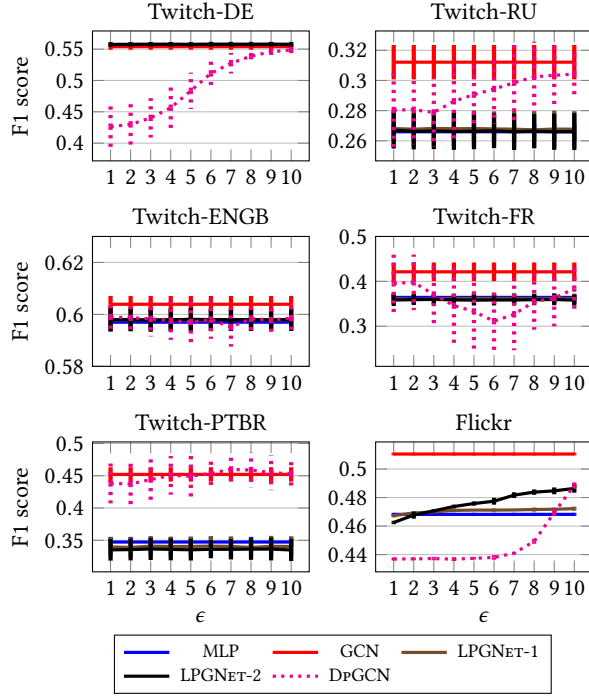 Twitch-DE
Twitch-RU
F1 score
0.55
0.5
0.45
0.4
0.32
0.3
0.28
0.26
1 2 3 4 5 6 7 8 9 10
1 2 3 4 5 6 7 8 9 10
Twitch-ENGB
Twitch-FR
F1 score
0.62
0.6
0.58
0.5
0.4
0.3
1 2 3 4 5 6 7 8 9 10
1 2 3 4 5 6 7 8 9 10
Twitch-PTBR
Flickr
F1 score
0.5
0.45
0.4
0.35
0.5
0.48
0.46
0.44
1 2 3 4 5 6 7 8 9 10
1 2 3 4 5 6 7 8 9 10
ϵ
ϵ
MLP GCN LPGNet-1
LPGNet-2 DpGCN